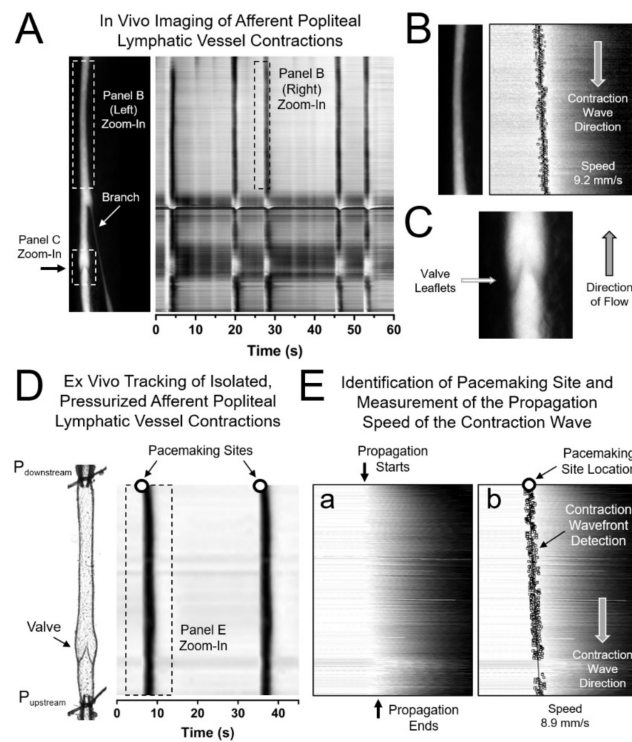 A
In Vivo Imaging of Afferent Popliteal
Lymphatic Vessel Contractions
Panel B
(Left)
Zoom-In
Branch
Panel C
Zoom-In
Panel B
(Right)
Zoom-In
0 10 20 30 40 50 60
Time (s)
B
Contraction
Wave
Direction
Speed
9.2 mm/s
C
Valve
Leaflets
Direction
of Flow
D
Ex Vivo Tracking of Isolated,
Pressurized Afferent Popliteal
Lymphatic Vessel Contractions
Pdownstream
Pacemaking Sites
Valve
Panel E
Zoom-In
Pupstream
0 10 20 30 40
Time (s)
E
Identification of Pacemaking Site and
Measurement of the Propagation
Speed of the Contraction Wave
Propagation
Starts
a
Propagation
Ends
Pacemaking
Site Location
b
Contraction
Wavefront
Detection
Contraction
Wave
Direction
Speed
8.9 mm/s